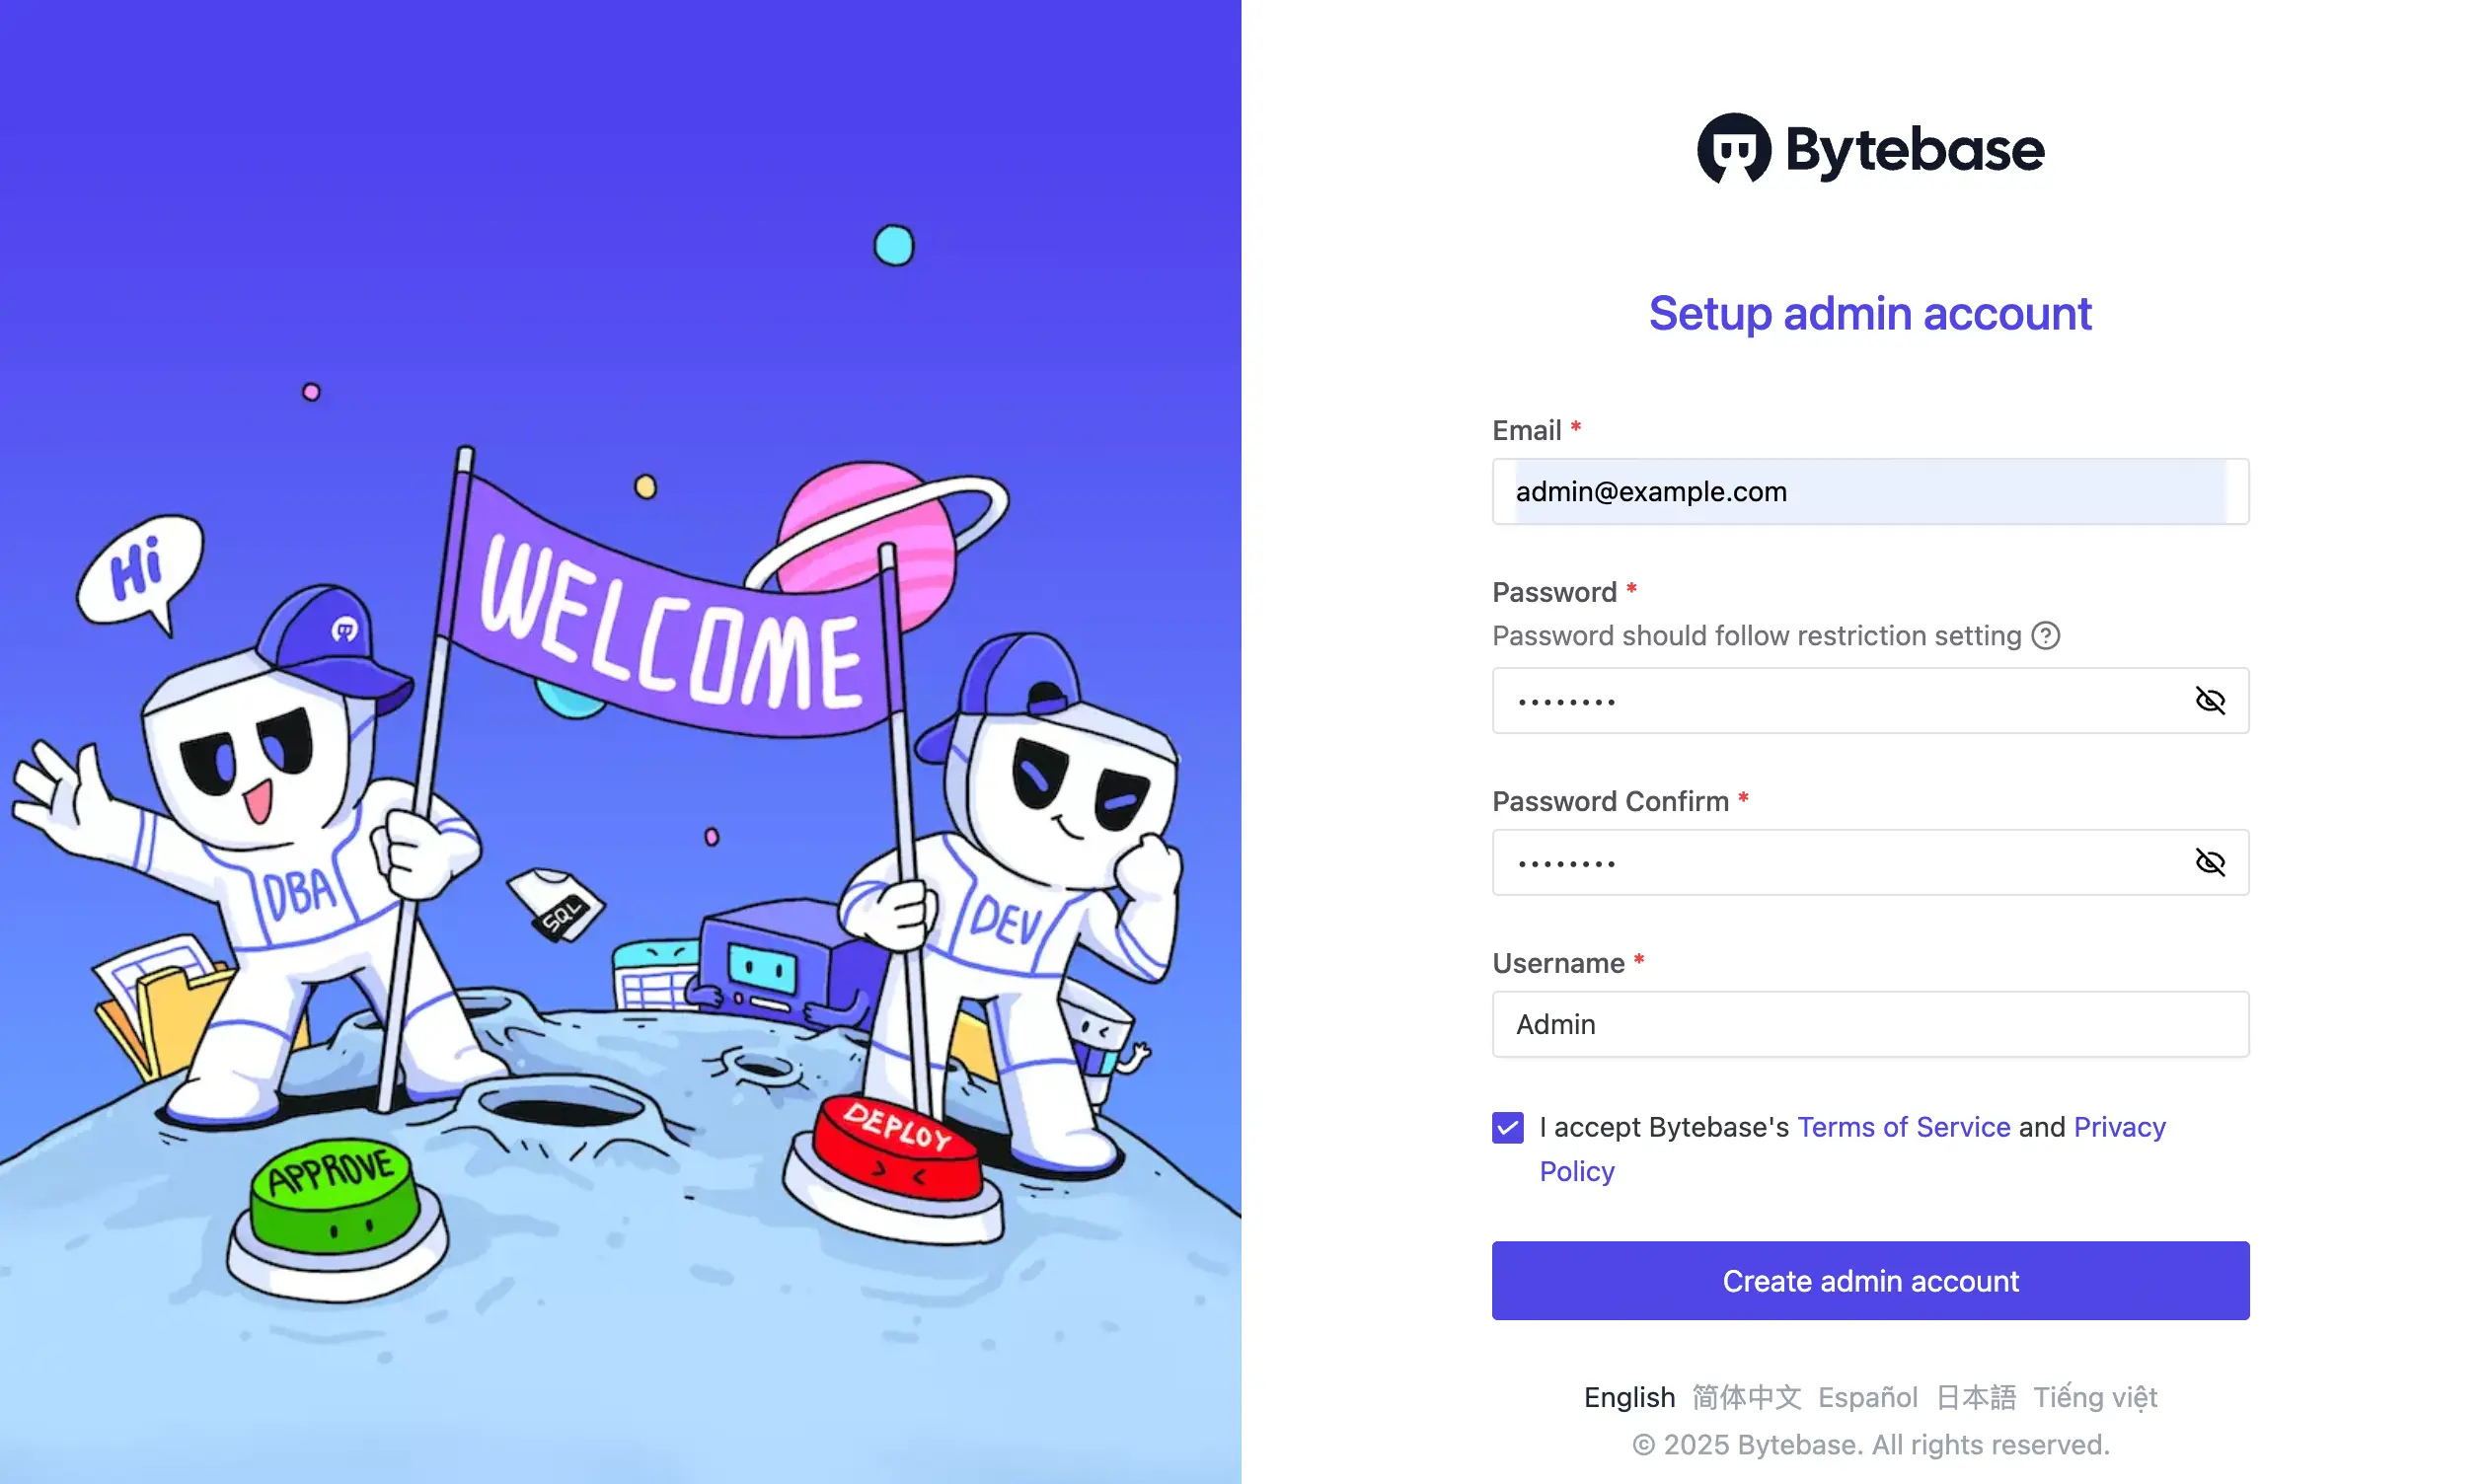 Hi
WELCOME
DBA
SQL
DEV
APPROVE
DEPLOY
Bytebase
Setup admin account
Email *
admin@example.com
Password *
Password should follow restriction setting
Password Confirm *
Username *
Admin
I accept Bytebase's Terms of Service and Privacy
Policy
Create admin account
English 简体中文 Español 日本語 Tiếng việt
© 2025 Bytebase. All rights reserved.